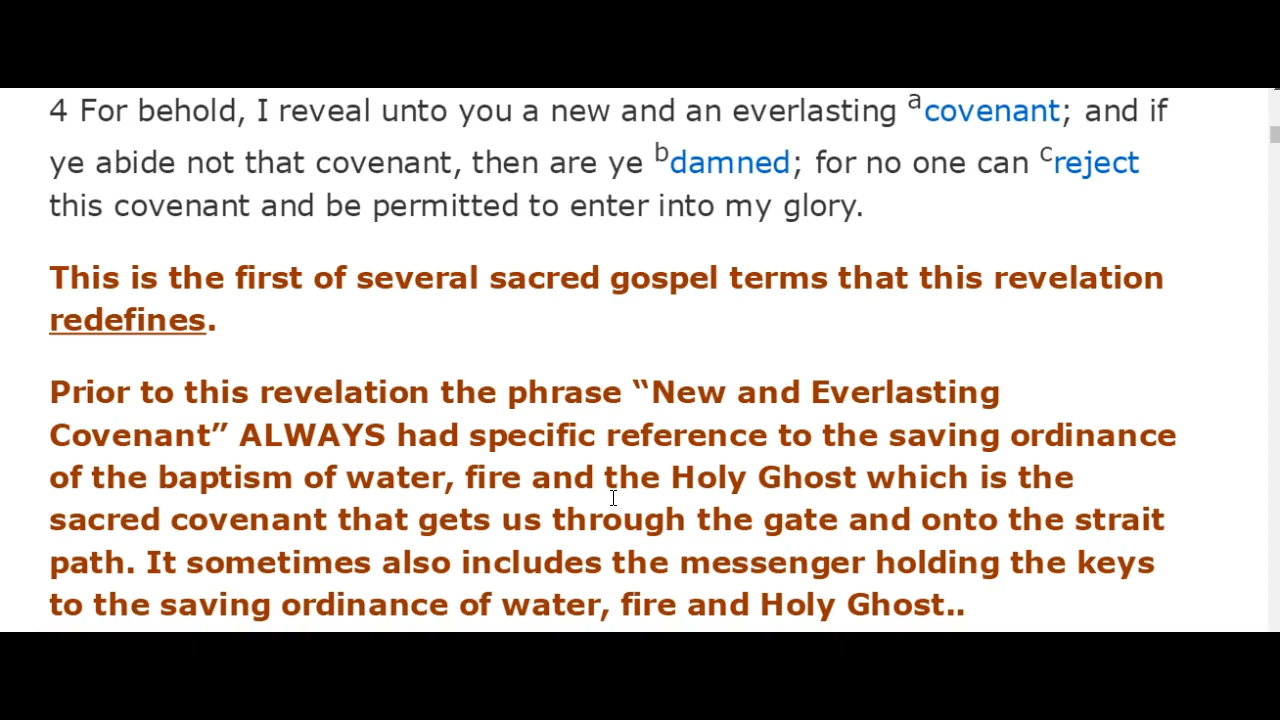 4 For behold, I reveal unto you a new and an everlasting acovenant; and if
ye abide not that covenant, then are ye bdamned; for no one can creject
this covenant and be permitted to enter into my glory.
This is the first of several sacred gospel terms that this revelation
redefines.
Prior to this revelation the phrase “New and Everlasting
Covenant” ALWAYS had specific reference to the saving ordinance
of the baptism of water, fire and the Holy Ghost which is the
sacred covenant that gets us through the gate and onto the strait
path. It sometimes also includes the messenger holding the keys
to the saving ordinance of water, fire and Holy Ghost..